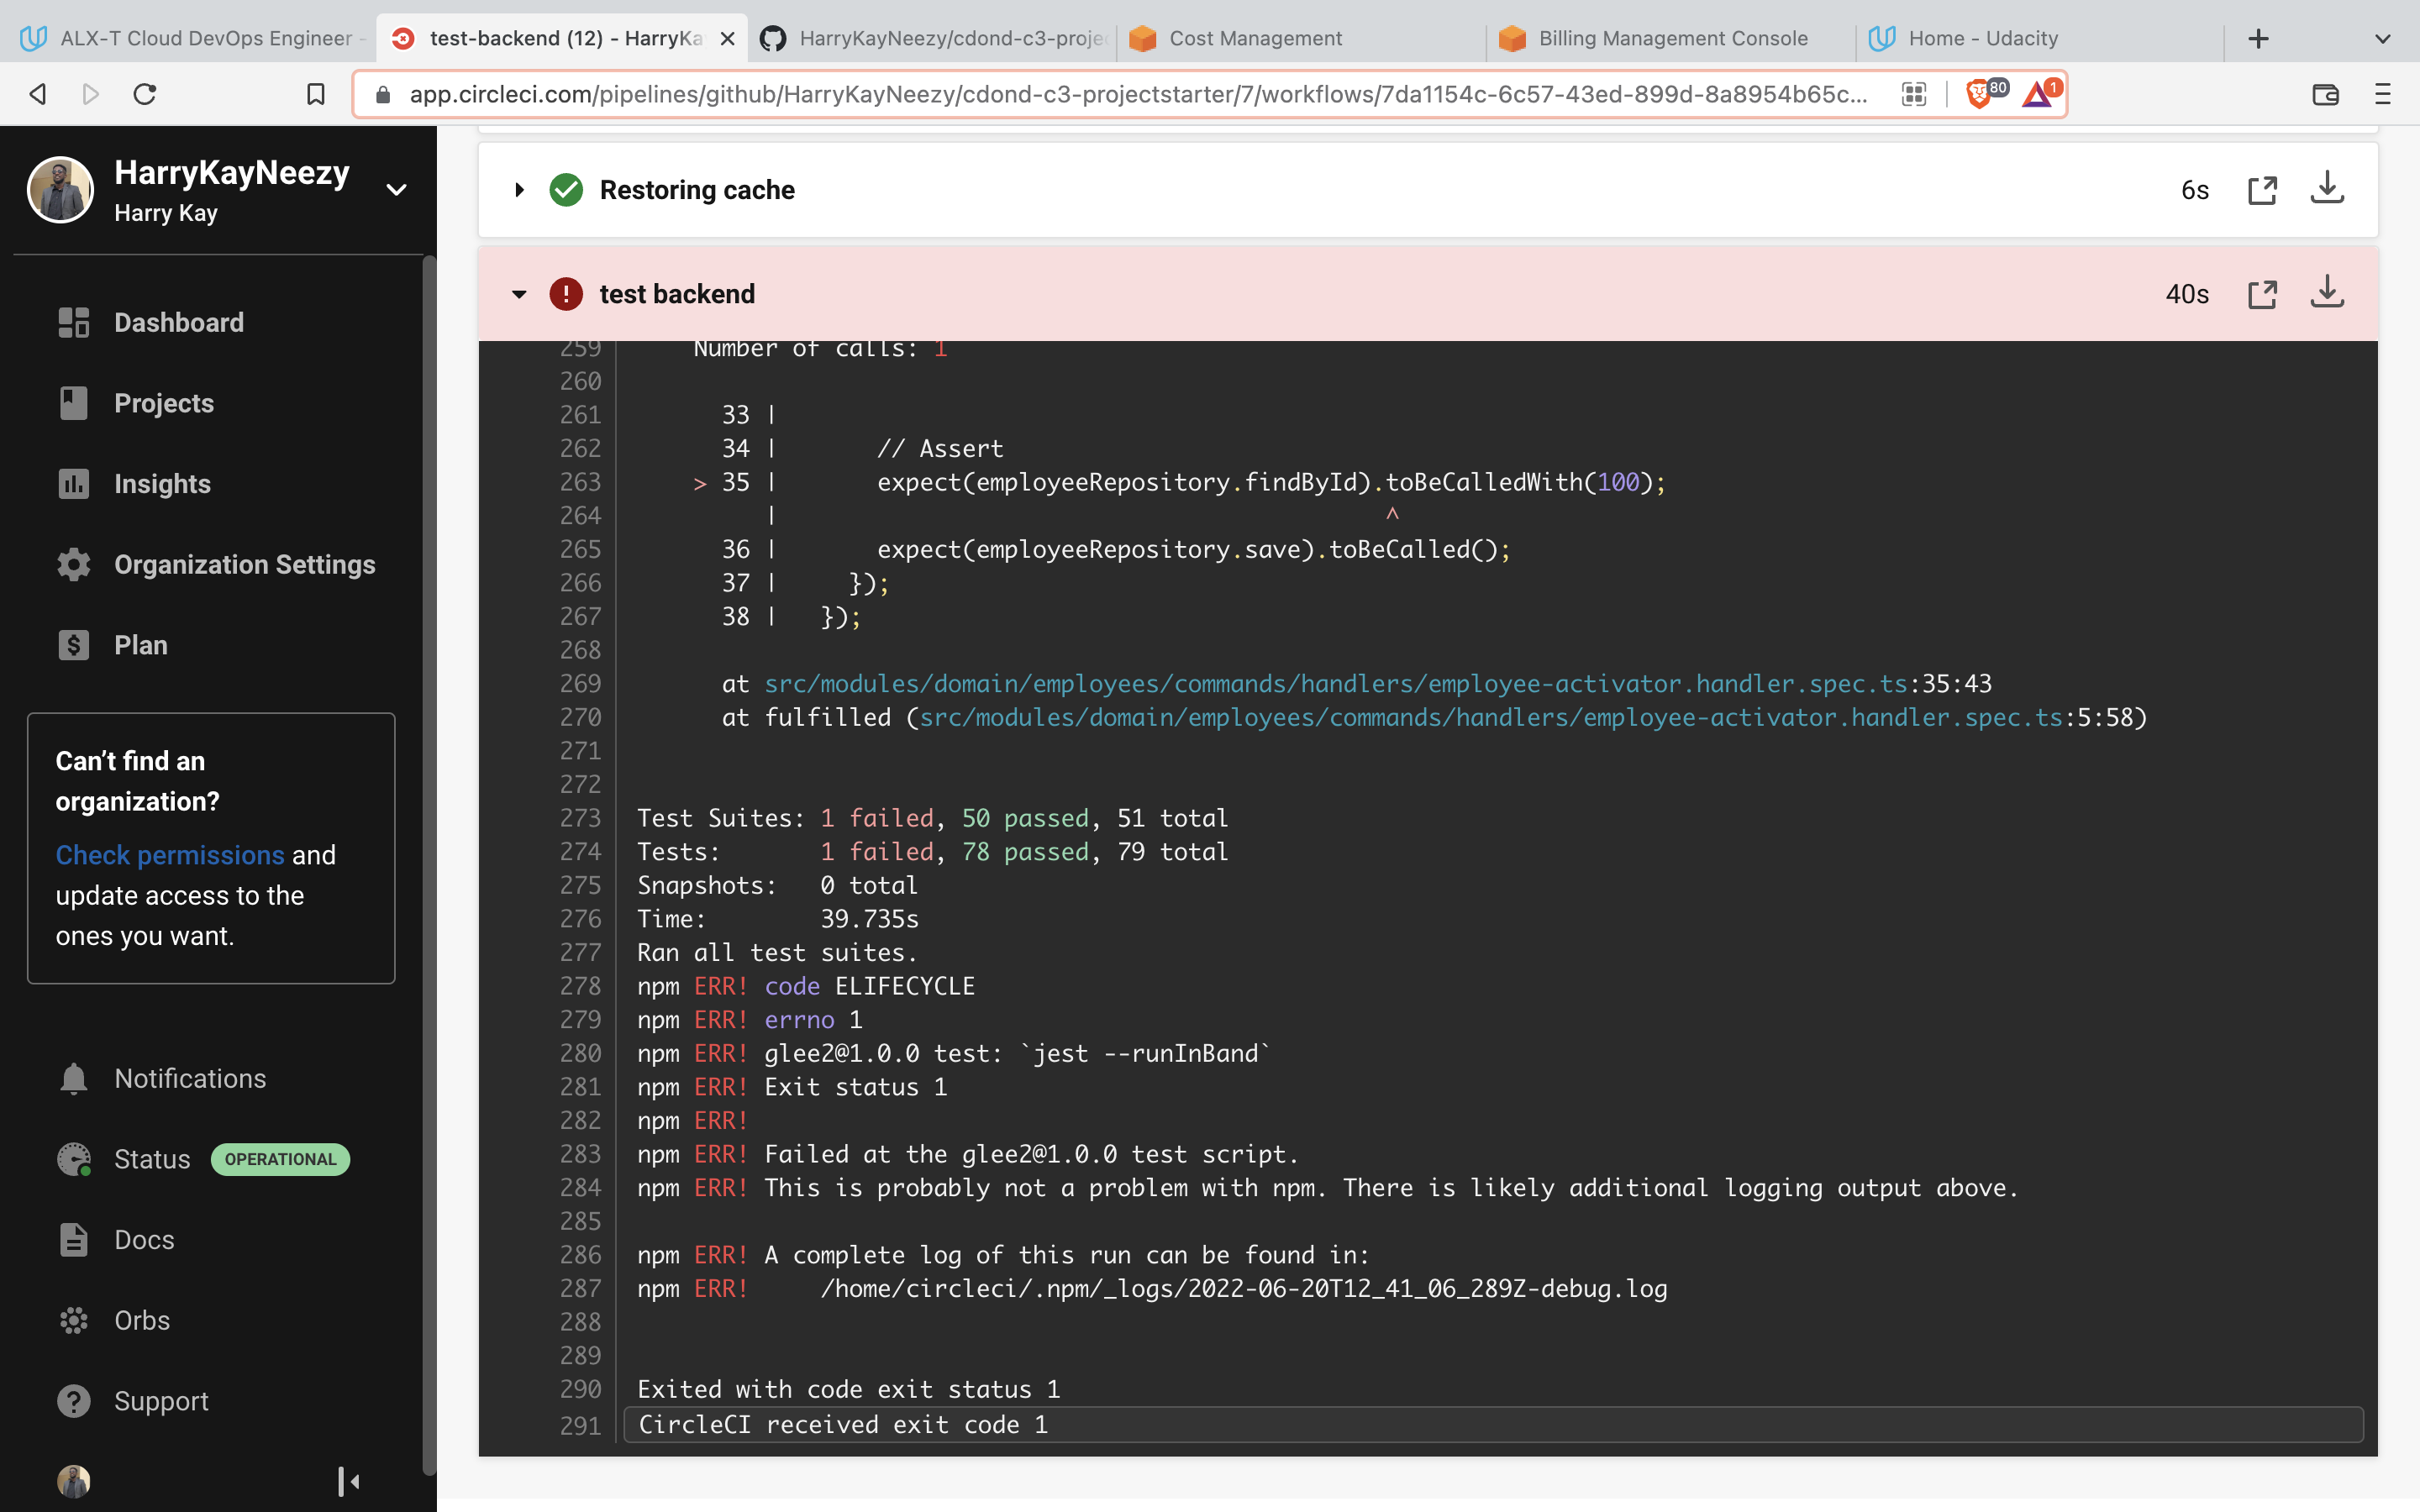 ALX-T Cloud DevOps Engineer -
test-backend (12) - HarryKa
HarryKayNeezy/cdond-c3-projec
Cost Management
Billing Management Console
Home - Udacity
app.circleci.com/pipelines/github/HarryKayNeezy/cdond-c3-projectstarter/7/workflows/7da1154c-6c57-43ed-899d-8a8954b65c...
80
1
HarryKayNeezy
Harry Kay
Dashboard
Projects
Insights
Organization Settings
Plan
Can't find an
organization?
Check permissions and
update access to the
ones you want.
Notifications
Status OPERATIONAL
Docs
Orbs
Support
Restoring cache 6s
test backend 40s
259 Number of calls: 1
260
261 33 |
262 34 | // Assert
263 > 35 | expect(employeeRepository.findById).toBeCalledWith(100);
264 | ^
265 36 | expect(employeeRepository.save).toBeCalled();
266 37 | });
267 38 | });
268
269 at src/modules/domain/employees/commands/handlers/employee-activator.handler.spec.ts:35:43
270 at fulfilled (src/modules/domain/employees/commands/handlers/employee-activator.handler.spec.ts:5:58)
271
272
273 Test Suites: 1 failed, 50 passed, 51 total
274 Tests: 1 failed, 78 passed, 79 total
275 Snapshots: 0 total
276 Time: 39.735s
277 Ran all test suites.
278 npm ERR! code ELIFECYCLE
279 npm ERR! errno 1
280 npm ERR! glee2@1.0.0 test: `jest --runInBand`
281 npm ERR! Exit status 1
282 npm ERR!
283 npm ERR! Failed at the glee2@1.0.0 test script.
284 npm ERR! This is probably not a problem with npm. There is likely additional logging output above.
285
286 npm ERR! A complete log of this run can be found in:
287 npm ERR! /home/circleci/.npm/_logs/2022-06-20T12_41_06_289Z-debug.log
288
289
290 Exited with code exit status 1
291 CircleCI received exit code 1